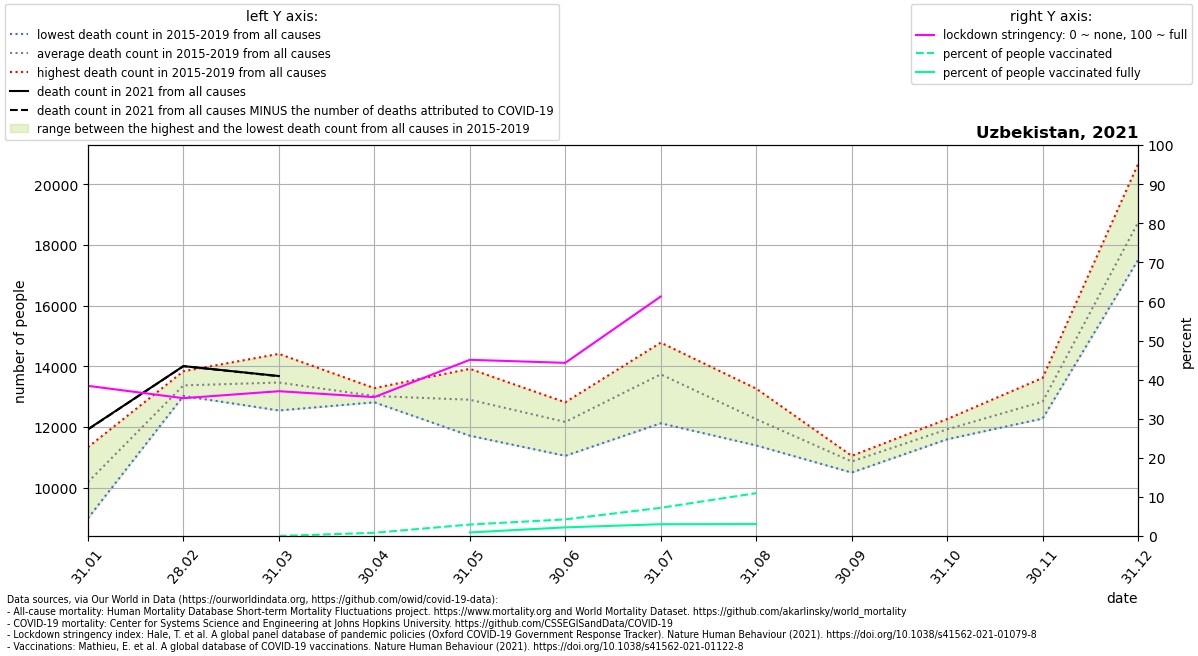 left Y axis:
lowest death count in 2015-2019 from all causes
average death count in 2015-2019 from all causes
highest death count in 2015-2019 from all causes
death count in 2021 from all causes
death count in 2021 from all causes MINUS the number of deaths attributed to COVID-19
range between the highest and the lowest death count from all causes in 2015-2019
right Y axis:
lockdown stringency: 0 ~ none, 100 ~ full
percent of people vaccinated
percent of people vaccinated fully
Uzbekistan, 2021
number of people
20000
18000
16000
14000
12000
10000
100
90
80
70
60
50
40
30
20
10
0
percent
31.01
28.02
31.03
30.04
31.05
30.06
31.07
31.08
30.09
31.10
30.11
31.12
date
Data sources, via Our World in Data (https://ourworldindata.org, https://github.com/owid/covid-19-data):
- All-cause mortality: Human Mortality Database Short-term Mortality Fluctuations project. https://www.mortality.org and World Mortality Dataset. https://github.com/akarlinsky/world_mortality
- COVID-19 mortality: Center for Systems Science and Engineering at Johns Hopkins University. https://github.com/CSSEGISandData/COVID-19
- Lockdown stringency index: Hale, T. et al. A global panel database of pandemic policies (Oxford COVID-19 Government Response Tracker). Nature Human Behaviour (2021). https://doi.org/10.1038/s41562-021-01079-8
- Vaccinations: Mathieu, E. et al. A global database of COVID-19 vaccinations. Nature Human Behaviour (2021). https://doi.org/10.1038/s41562-021-01122-8